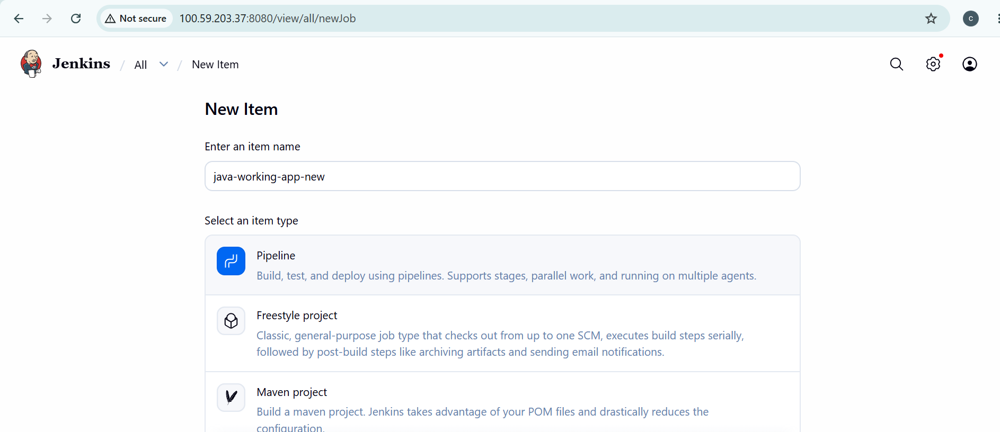 Not secure 100.59.203.37:8080/view/all/newJob C
Jenkins / All / New Item
New Item
Enter an item name
java-working-app-new
Select an item type
Pipeline
Build, test, and deploy using pipelines. Supports stages, parallel work, and running on multiple agents.
Freestyle project
Classic, general-purpose job type that checks out from up to one SCM, executes build steps serially,
followed by post-build steps like archiving artifacts and sending email notifications.
Maven project
Build a maven project. Jenkins takes advantage of your POM files and drastically reduces the
configuration.